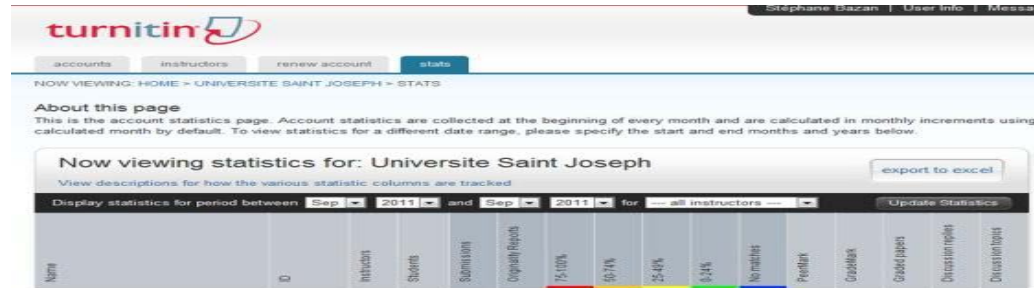 Stéphane Bazan | User Info | Messa
turnitin
accounts instructors renew account stats
NOW VIEWING: HOME > UNIVERSITE SAINT JOSEPH > STATS
About this page
This is the account statistics page. Account statistics are collected at the beginning of every month and are calculated in monthly increments using
calculated month by default. To view statistics for a different date range, please specify the start and end months and years below.
Now viewing statistics for: Universite Saint Joseph
export to excel
View descriptions for how the various statistic columns are tracked
Display statistics for period between Sep 2011 and Sep 2011 for --- all instructors --- Update Statistics
Name ID Instructors Students Submissions Originality Reports 75-100% 50-74% 25-49% 0-24% No matches PeerMark GradeMark Graded papers Discussion replies Discussion topics